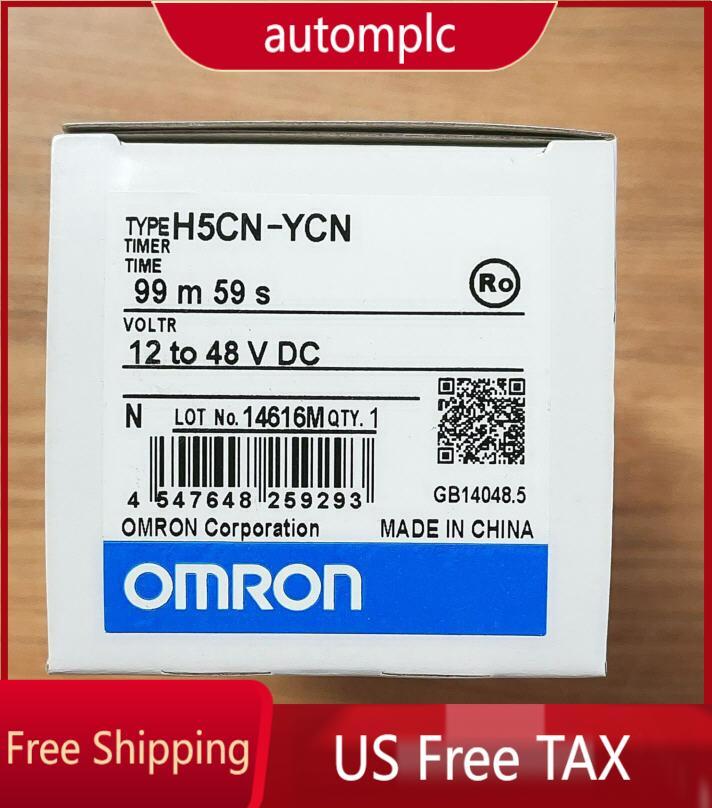 automplc
TYPE H5CN-YCN
TIMER
TIME
99 m 59 s
Ro
VOLTR
12 to 48 V DC
N LOT No. 14616M QTY. 1
4 547648 259293
GB14048.5
OMRON Corporation MADE IN CHINA
OMRON
Free Shipping
US Free TAX